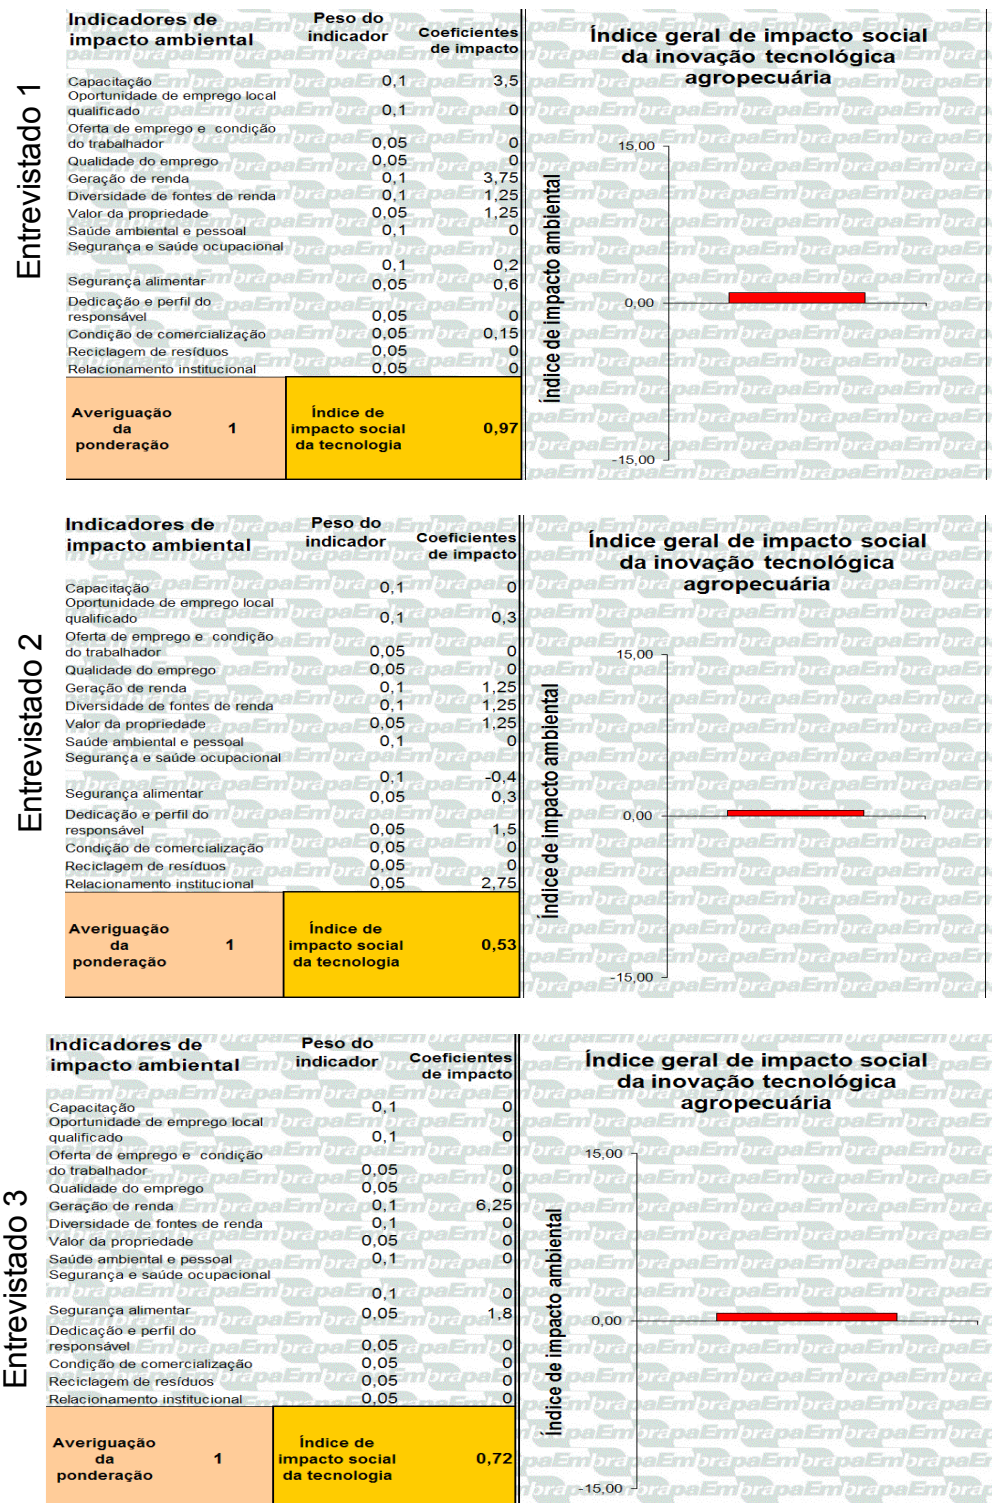 Entrevistado 1
Indicadores de impacto ambiental
Peso do indicador
Coeficientes de impacto
Capacitação 0,1 3,5
Oportunidade de emprego local
qualificado 0,1 0
Oferta de emprego e condição
do trabalhador 0,05 0
Qualidade do emprego 0,05 0
Geração de renda 0,1 3,75
Diversidade de fontes de renda 0,1 1,25
Valor da propriedade 0,05 1,25
Saúde ambiental e pessoal 0,1 0
Segurança e saúde ocupacional
0,1 0,2
Segurança alimentar 0,05 0,6
Dedicação e perfil do
responsável 0,05 0
Condição de comercialização 0,05 0,15
Reciclagem de resíduos 0,05 0
Relacionamento institucional 0,05 0
Averiguação
da
ponderação
1
Índice de
impacto social
da tecnologia
0,97
Índice geral de impacto social
da inovação tecnológica
agropecuária
Índice de impacto ambiental
15,00
0,00
-15,00
Entrevistado 2
Indicadores de impacto ambiental
Peso do indicador
Coeficientes de impacto
Capacitação 0,1 0
Oportunidade de emprego local
qualificado 0,1 0,3
Oferta de emprego e condição
do trabalhador 0,05 0
Qualidade do emprego 0,05 0
Geração de renda 0,1 1,25
Diversidade de fontes de renda 0,1 1,25
Valor da propriedade 0,05 1,25
Saúde ambiental e pessoal 0,1 0
Segurança e saúde ocupacional
0,1 -0,4
Segurança alimentar 0,05 0,3
Dedicação e perfil do
responsável 0,05 1,5
Condição de comercialização 0,05 0
Reciclagem de resíduos 0,05 0
Relacionamento institucional 0,05 2,75
Averiguação
da
ponderação
1
Índice de
impacto social
da tecnologia
0,53
Índice geral de impacto social
da inovação tecnológica
agropecuária
Índice de impacto ambiental
15,00
0,00
-15,00
Entrevistado 3
Indicadores de impacto ambiental
Peso do indicador
Coeficientes de impacto
Capacitação 0,1 0
Oportunidade de emprego local
qualificado 0,1 0
Oferta de emprego e condição
do trabalhador 0,05 0
Qualidade do emprego 0,05 0
Geração de renda 0,1 6,25
Diversidade de fontes de renda 0,1 0
Valor da propriedade 0,05 0
Saúde ambiental e pessoal 0,1 0
Segurança e saúde ocupacional
0,1 0
Segurança alimentar 0,05 1,8
Dedicação e perfil do
responsável 0,05 0
Condição de comercialização 0,05 0
Reciclagem de resíduos 0,05 0
Relacionamento institucional 0,05 0
Averiguação
da
ponderação
1
Índice de
impacto social
da tecnologia
0,72
Índice geral de impacto social
da inovação tecnológica
agropecuária
Índice de impacto ambiental
15,00
0,00
-15,00